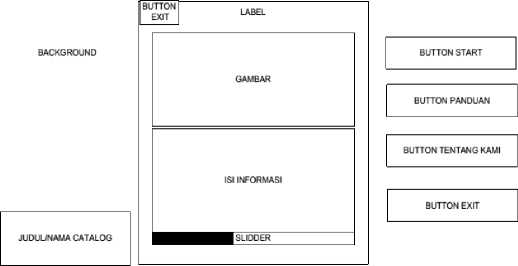 BUTTON
EXIT
LABEL
BACKGROUND
GAMBAR
BUTTON START
BUTTON PANDUAN
BUTTON TENTANG KAMI
ISI INFORMASI
BUTTON EXIT
JUDUL/NAMA CATALOG
SLIDDER